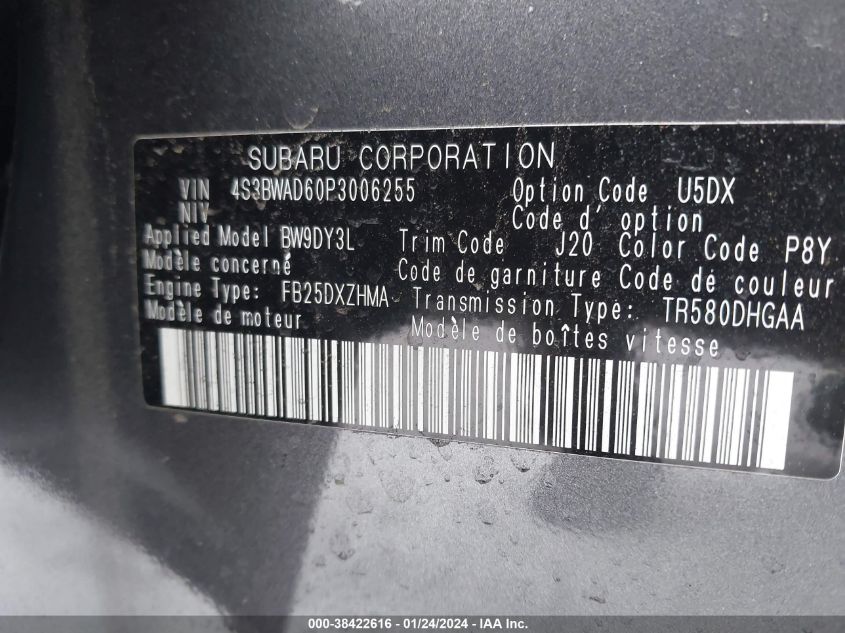 SUBARU CORPORATION
VIN 4S3BWAD60P3006255 Option Code U5DX
NIV Code d' option
Applied Model BW9DY3L Trim Code J20 Color Code P8Y
Modèle concerné Code de garniture Code de couleur
Engine Type: FB25DXZHMA- Transmission Type: TR580DHGAA
Modèle de moteur Modèle de boîtes vitesse
000-38422616 - 01/24/2024 - IAA Inc.